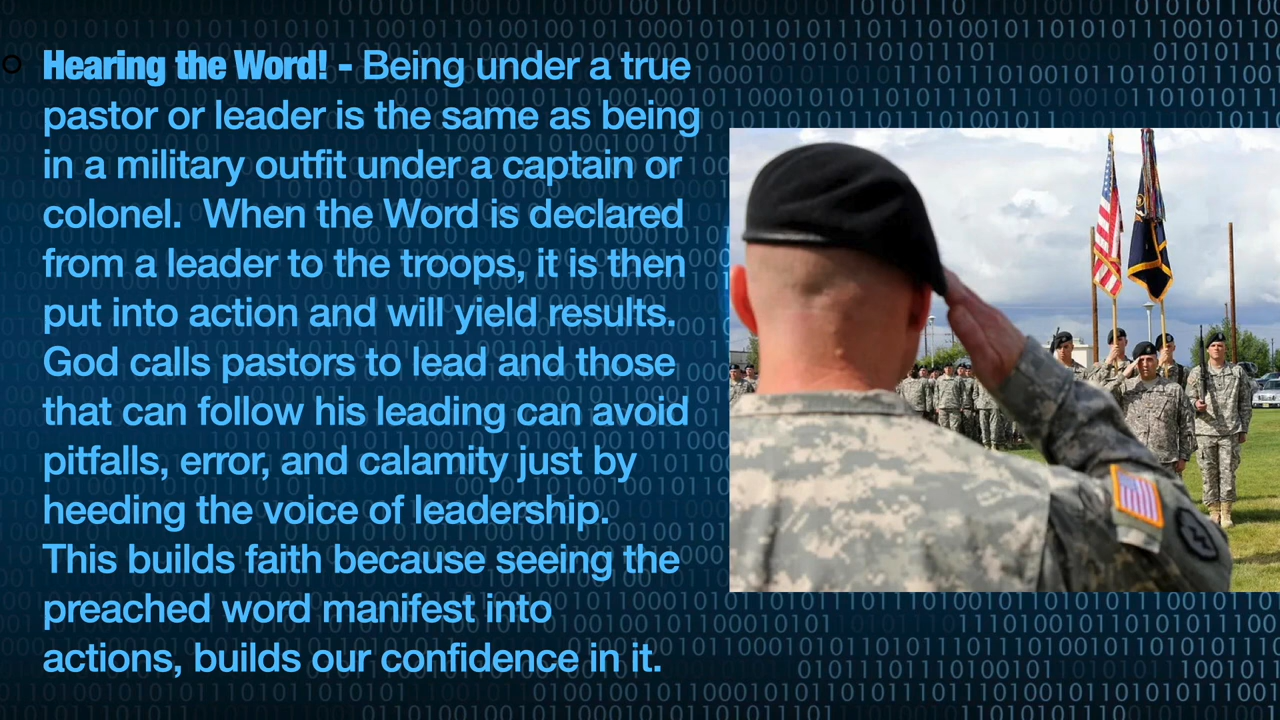 Hearing the Word! - Being under a true
pastor or leader is the same as being
in a military outfit under a captain or
colonel.  When the Word is declared
from a leader to the troops, it is then
put into action and will yield results.
God calls pastors to lead and those
that can follow his leading can avoid
pitfalls, error, and calamity just by
heeding the voice of leadership.
This builds faith because seeing the
preached word manifest into
actions, builds our confidence in it.